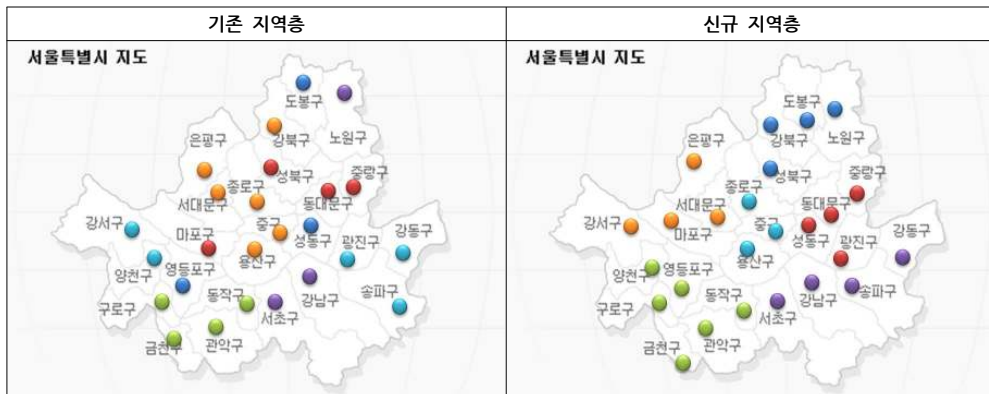 기존 지역층
신규 지역층
서울특별시 지도
도봉구
노원구
강북구
은평구
성북구
중랑구
종로구
동대문구
서대문구
강서구
중구
성동구
강동구
마포구
광진구
용산구
양천구
영등포구
송파구
강남구
동작구
구로구
서초구
관악구
금천구
서울특별시 지도
도봉구
노원구
강북구
은평구
성북구
중랑구
종로구
동대문구
서대문구
강서구
중구
마포구
성동구
강동구
광진구
용산구
양천구
영등포구
송파구
강남구
동작구
구로구
서초구
관악구
금천구